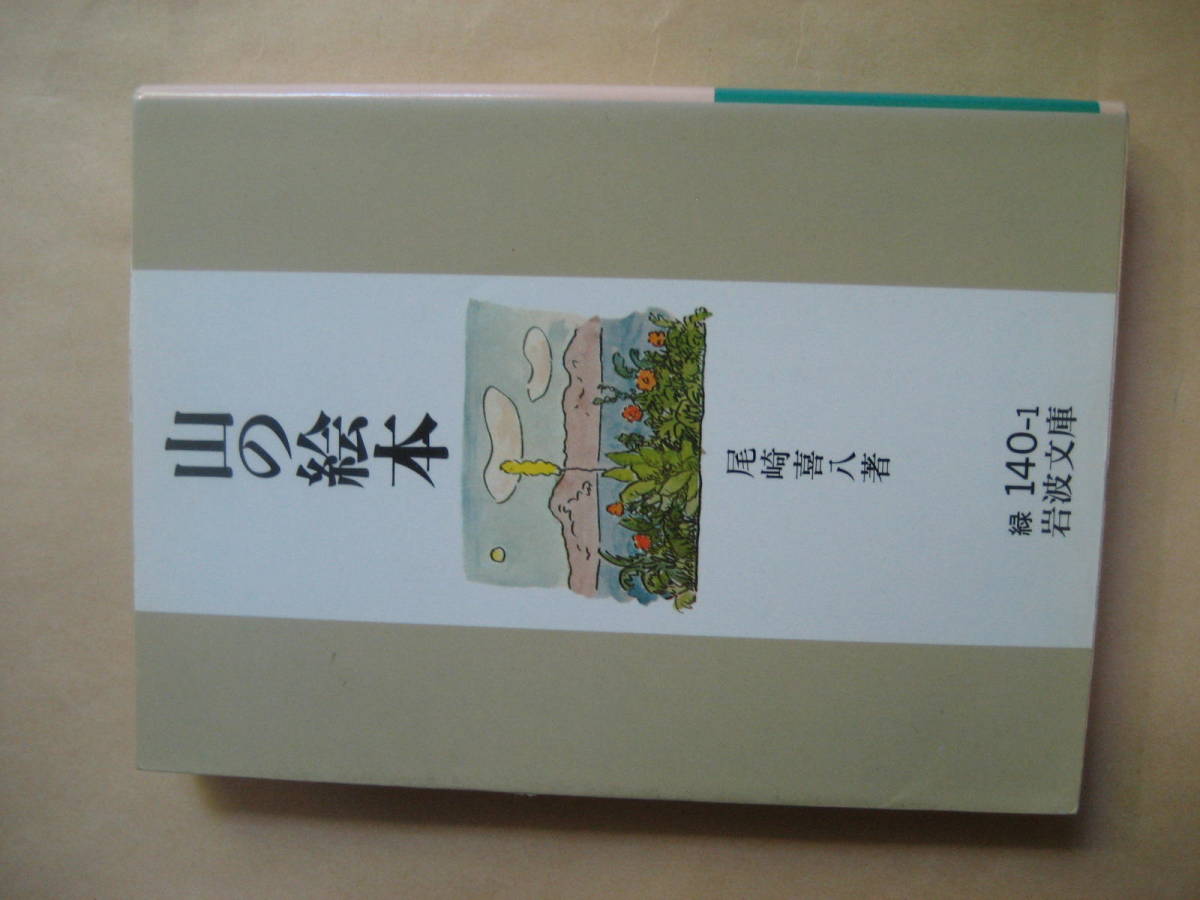 山の絵本
尾崎喜八著
緑 140-1
岩波文庫